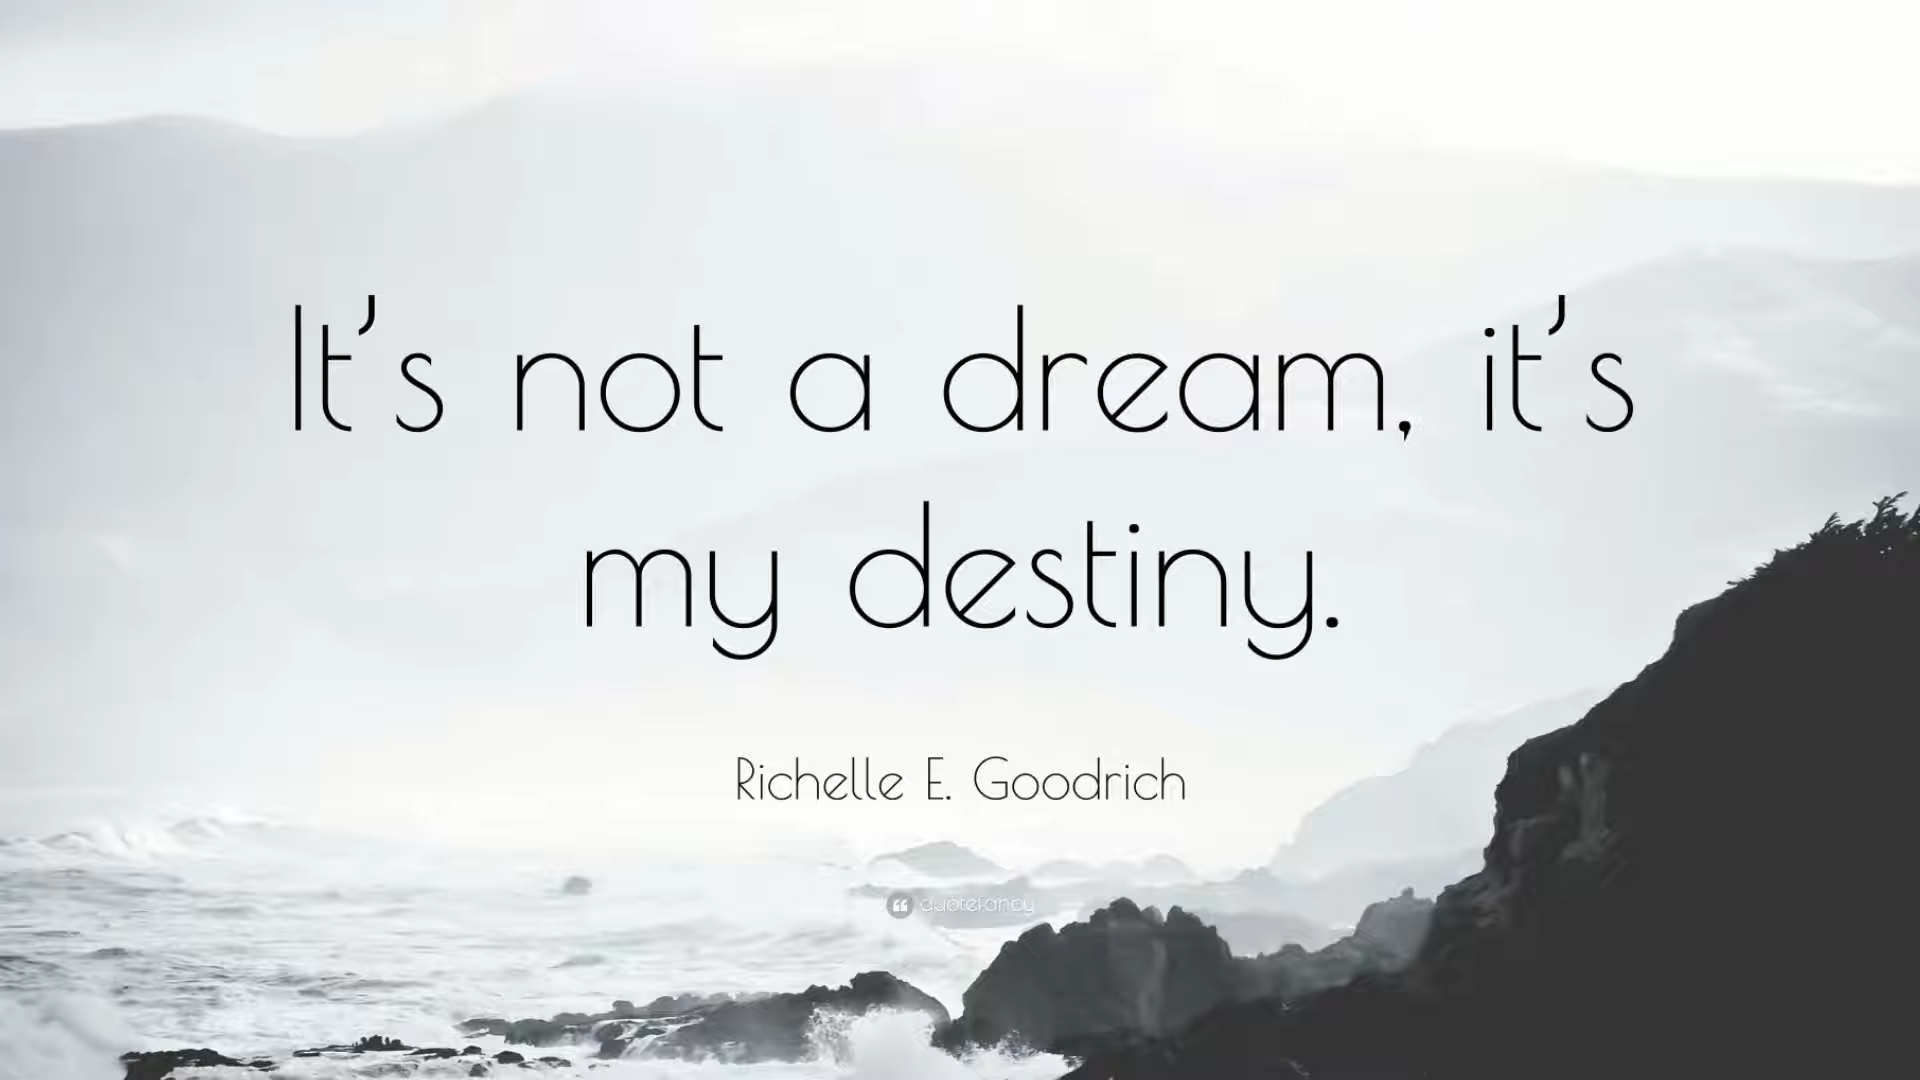 It's not a dream, it's
my destiny.
Richelle E. Goodrich
quotefancy